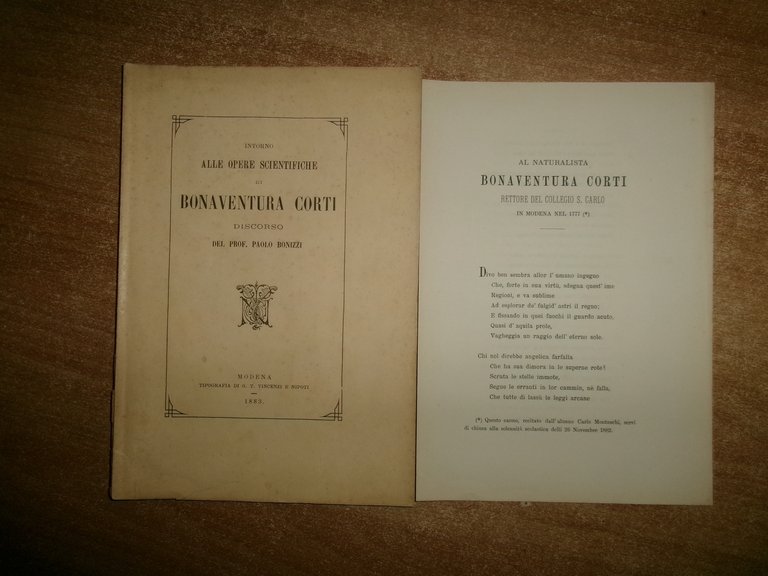 INTORNO
ALLE OPERE SCIENTIFICHE
DI
BONAVENTURA CORTI
DISCORSO
DEL PROF. PAOLO BONIZZI
MODENA
TIPOGRAFIA DI G. T. VINCENZI E NIPOTI
1883.
AL NATURALISTA
BONAVENTURA CORTI
RETTORE DEL COLLEGIO S. CARLO
IN MODENA NEL 1777 (*)
Divo ben sembra allor l' umano ingegno
Che, forte in sua virtù, sdegna quest' ime
Regioni, e va sublime
Ad esplorar de' fulgid' astri il regno;
E fissando in quei fuochi il guardo acuto,
Quasi d' aquila prole,
Vagheggia un raggio dell' eterno sole.
Chi nol direbbe angelica farfalla
Che ha sua dimora in le superne rote?
Scruta le stelle immote,
Segue le erranti in lor cammin, nè falla,
Che tutte di lassù le leggi arcane
(*) Questo carme, recitato dall' alunno Carlo Montuschi, servì
di chiusa alla solennità scolastica delli 26 Novembre 1882.